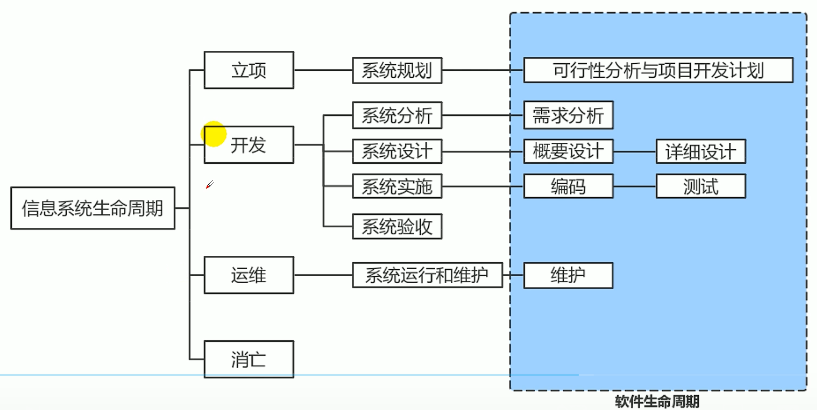 立项
系统规划
可行性分析与项目开发计划
系统分析
需求分析
开发
系统设计
概要设计
详细设计
系统实施
编码
测试
信息系统生命周期
系统验收
运维
系统运行和维护
维护
消亡
软件生命周期